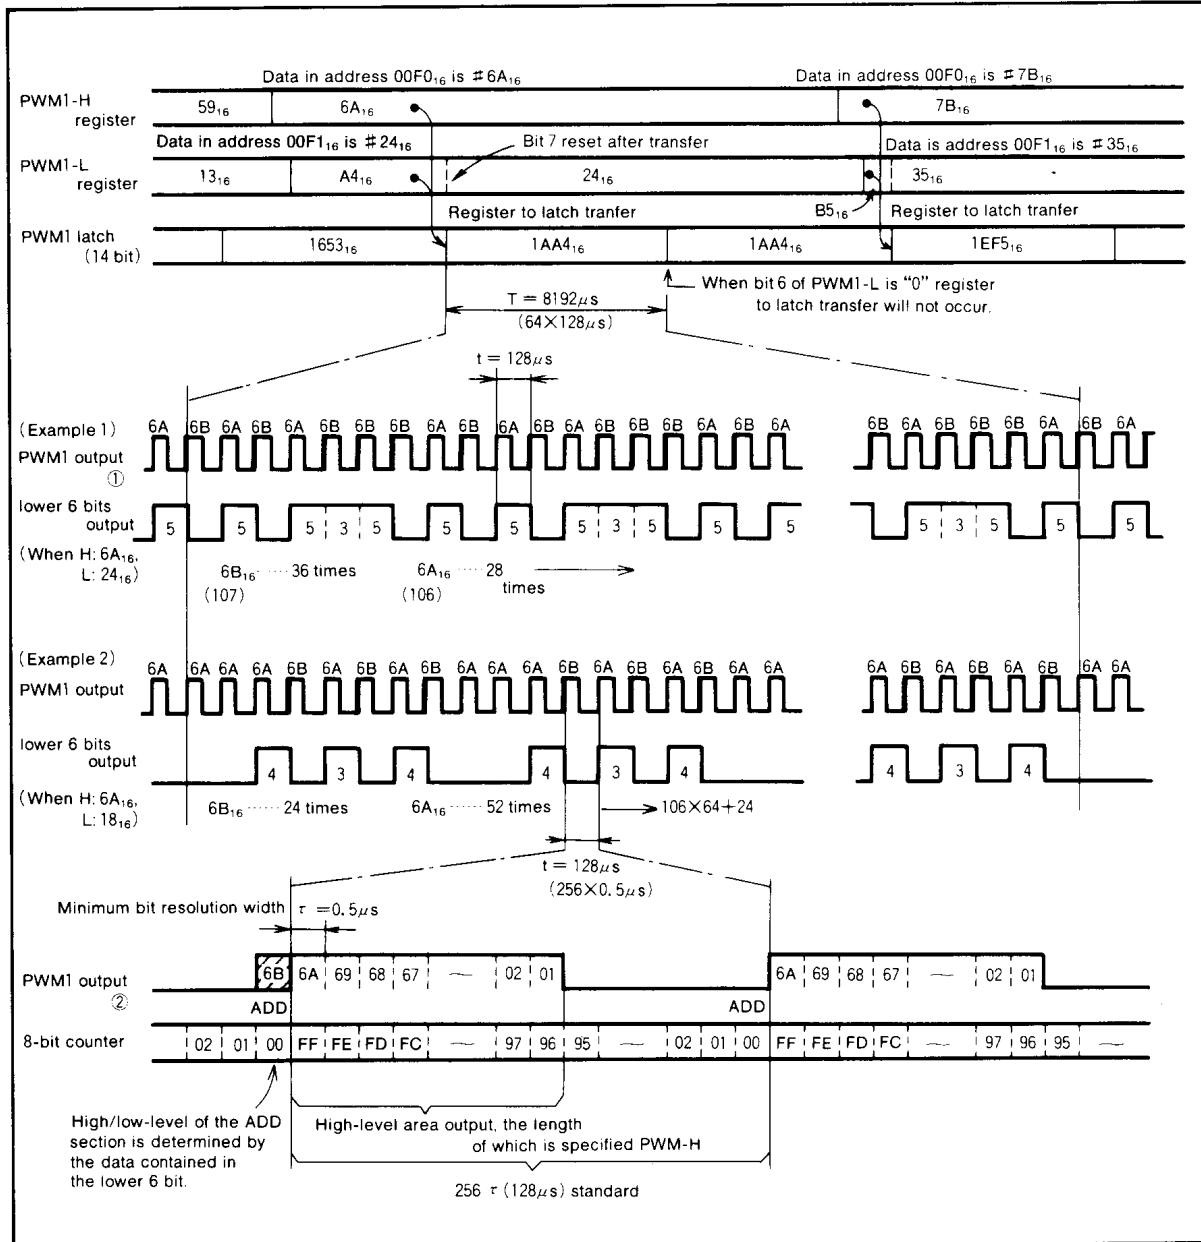 Data in address 00F0₁₆ is #6A₁₆
Data in address 00F0₁₆ is #7B₁₆
PWM1-H register
59₁₆ 6A₁₆ 7B₁₆
Data in address 00F1₁₆ is #24₁₆
Bit 7 reset after transfer
Data is address 00F1₁₆ is #35₁₆
PWM1-L register
13₁₆ A4₁₆ 24₁₆ 35₁₆
B5₁₆
Register to latch tranfer
Register to latch tranfer
PWM1 latch (14 bit)
1653₁₆ 1AA4₁₆ 1AA4₁₆ 1EF5₁₆
When bit 6 of PWM1-L is "0" register
to latch transfer will not occur.
T = 8192μs
(64×128μs)
t = 128μs
(Example 1)
6A 6B 6A 6B 6A 6B 6B 6B 6A 6B 6A 6B 6A 6B 6A 6B 6B 6A 6B 6A 6B 6B 6B 6A 6B 6A
PWM1 output
①
lower 6 bits
output
5 5 5 3 5 5 5 5 3 5 5 5 5 3 5 5 5
(When H: 6A₁₆,
L: 24₁₆)
6B₁₆ ······ 36 times
(107)
6A₁₆ ······ 28 times
(106)
(Example 2)
6A 6A 6A 6A 6B 6A 6B 6A 6B 6A 6A 6A 6B 6A 6B 6A 6B 6A 6A 6A 6B 6A 6B 6A 6B 6A 6A
PWM1 output
lower 6 bits
output
4 3 4 4 3 4 4 3 4
(When H: 6A₁₆,
L: 18₁₆)
6B₁₆ ······ 24 times
6A₁₆ ······ 52 times
106×64+24
t = 128μs
(256×0.5μs)
Minimum bit resolution width τ = 0.5μs
PWM1 output
②
6B 6A 69 68 67 — 02 01 6A 69 68 67 — 02 01
ADD ADD
8-bit counter
02 01 00 FF FE FD FC — 97 96 95 — 02 01 00 FF FE FD FC — 97 96 95 —
High/low-level of the ADD
section is determined by
the data contained in
the lower 6 bit.
High-level area output, the length
of which is specified PWM-H
256 τ (128μs) standard